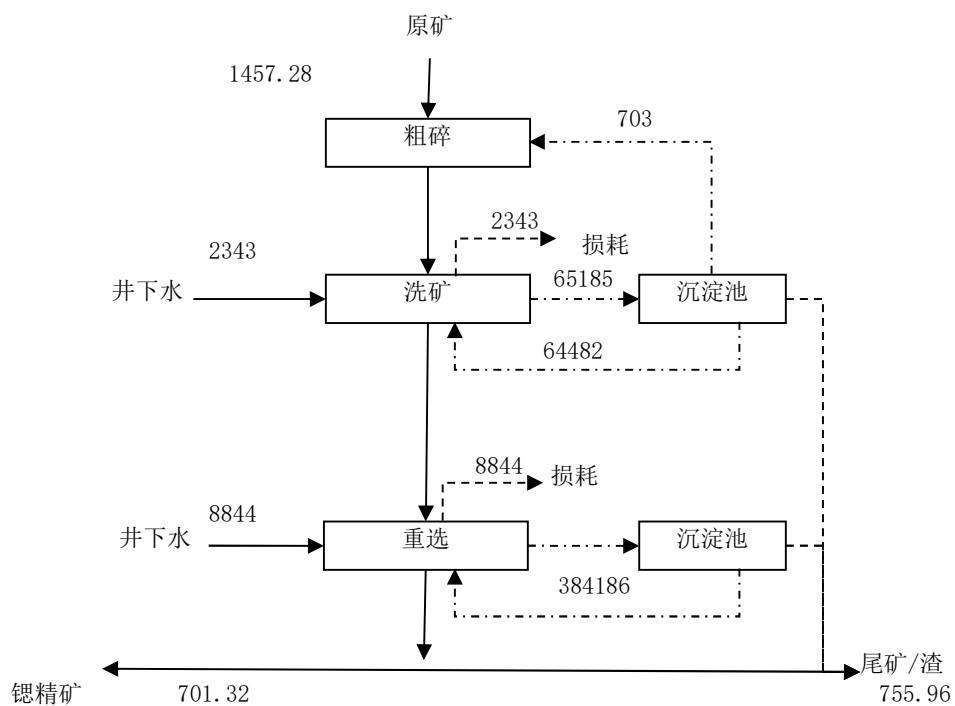 原矿
1457.28
粗碎
703
2343
2343
损耗
井下水
洗矿
65185
沉淀池
64482
8844
损耗
8844
井下水
重选
沉淀池
384186
尾矿/渣
锶精矿
701.32
755.96